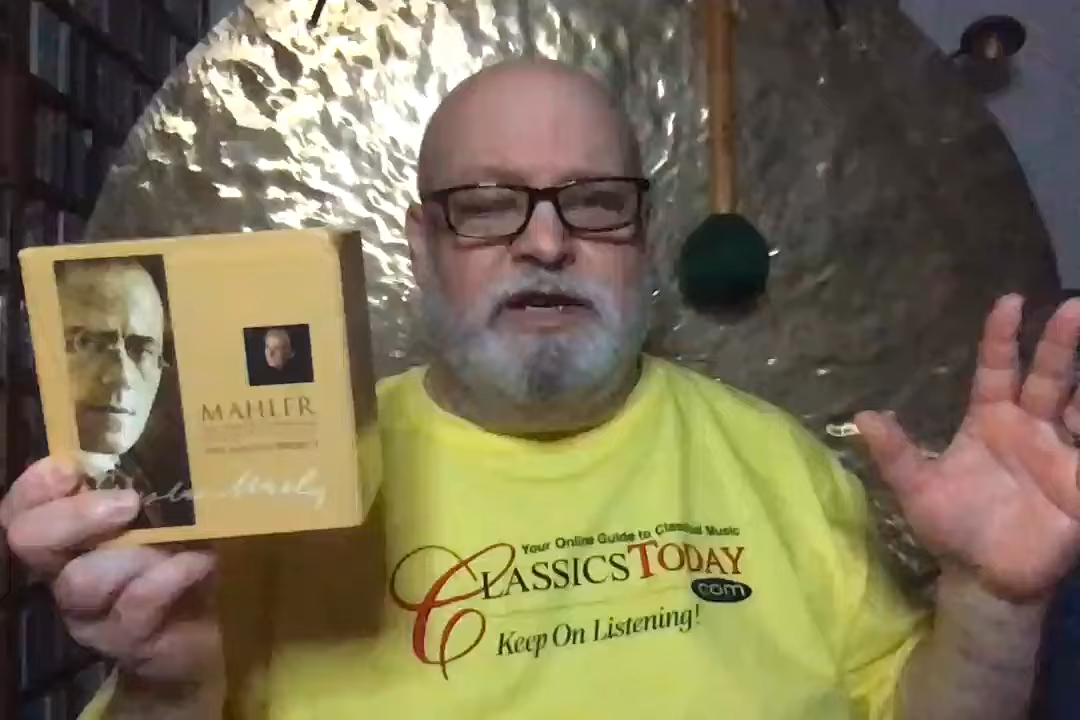 MAHLER
Your Online Guide to Classical Music
CLASSICSTODAY
com
Keep On Listening!